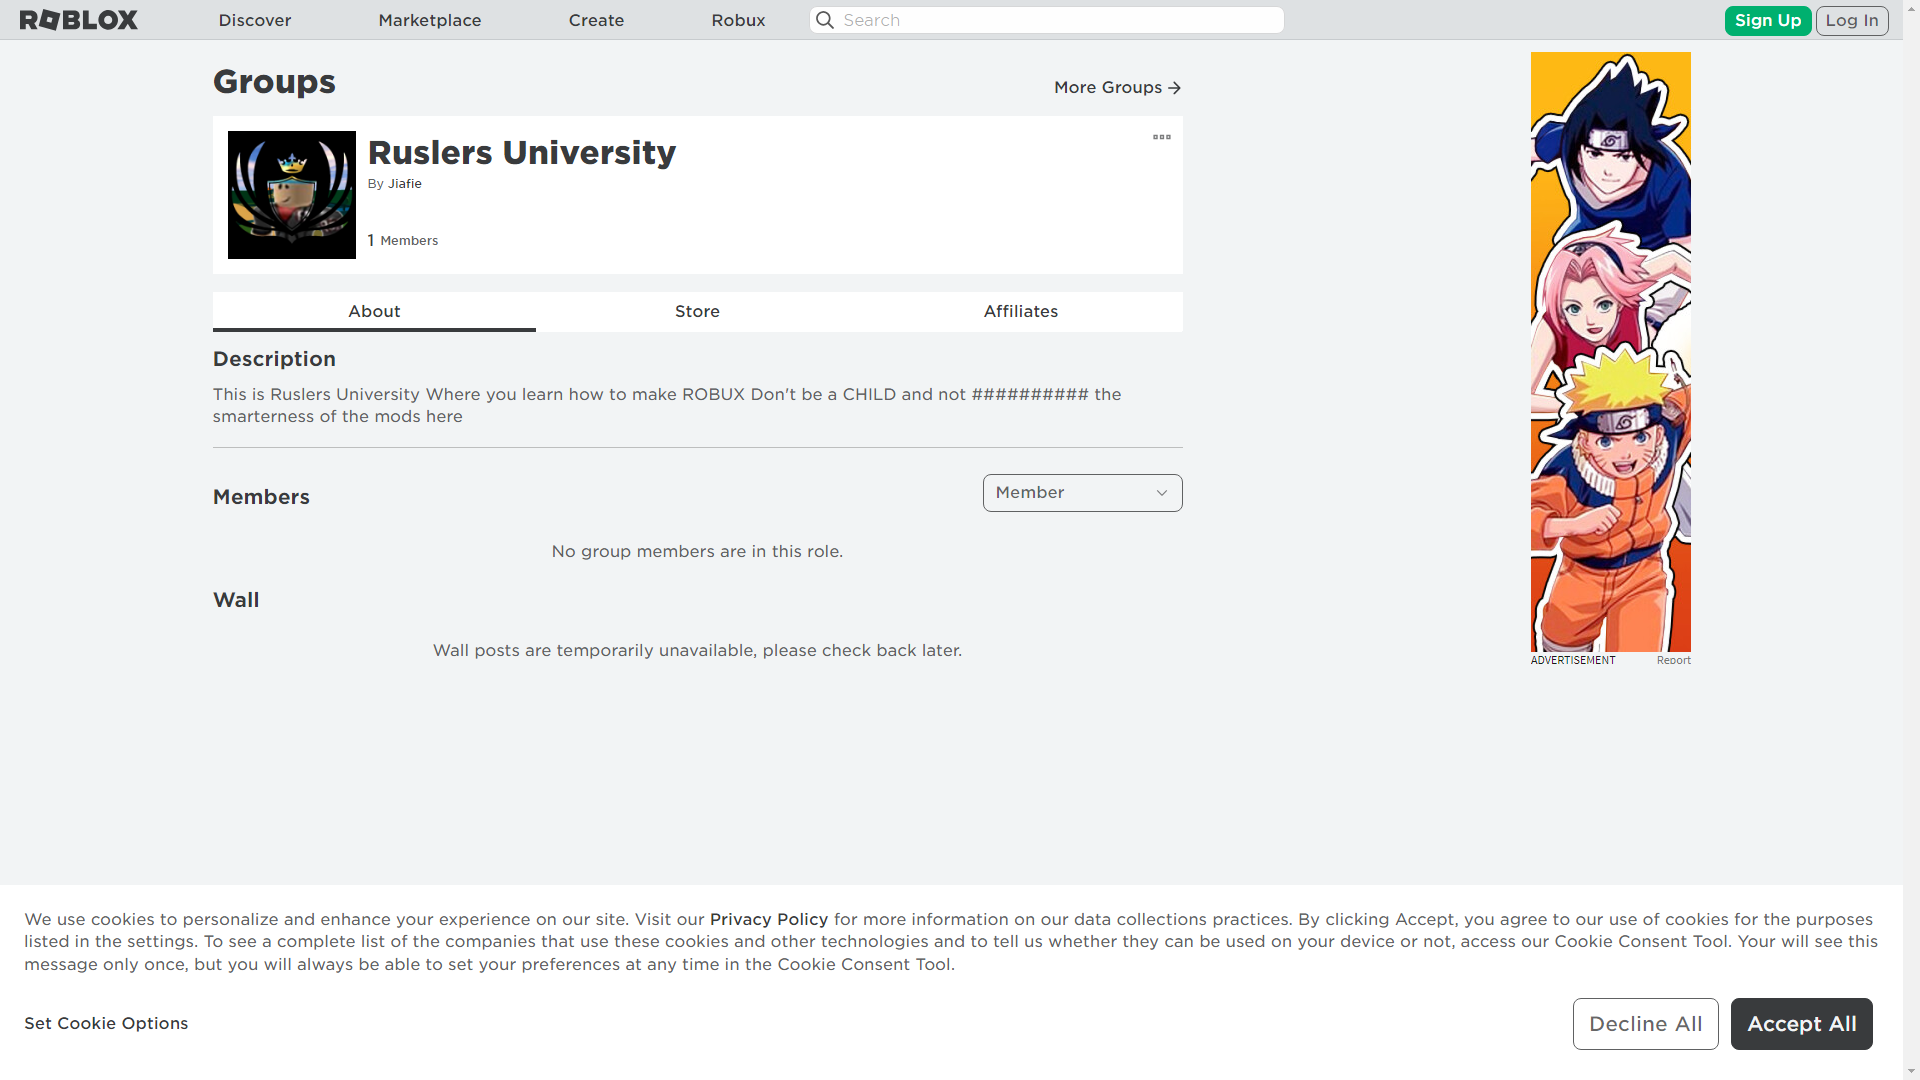 ROBLOX Discover Marketplace Create Robux Search Sign Up Log In
Groups
More Groups
Ruslers University
By Jiafie
1 Members
About Store Affiliates
Description
This is Ruslers University Where you learn how to make ROBUX Don't be a CHILD and not ########## the
smarterness of the mods here
Members
Member
No group members are in this role.
Wall
Wall posts are temporarily unavailable, please check back later.
ADVERTISEMENT Report
We use cookies to personalize and enhance your experience on our site. Visit our Privacy Policy for more information on our data collections practices. By clicking Accept, you agree to our use of cookies for the purposes
listed in the settings. To see a complete list of the companies that use these cookies and other technologies and to tell us whether they can be used on your device or not, access our Cookie Consent Tool. Your will see this
message only once, but you will always be able to set your preferences at any time in the Cookie Consent Tool.
Set Cookie Options
Decline All
Accept All